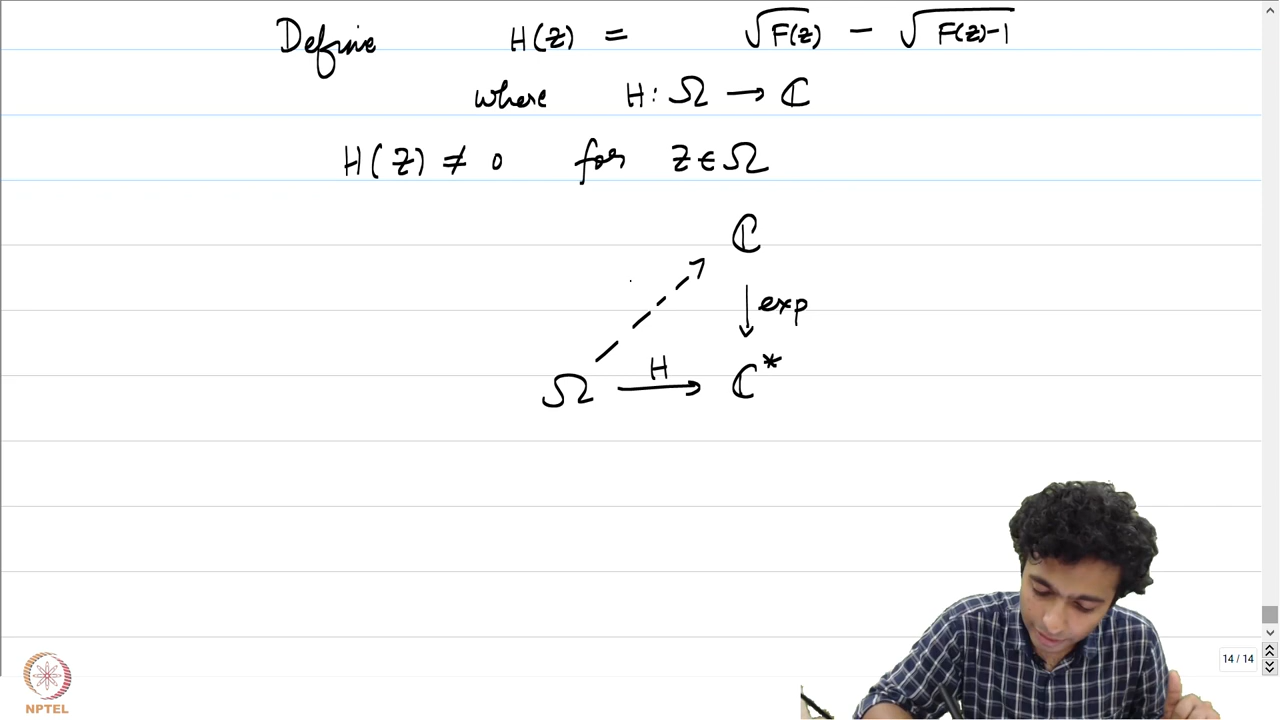 Define H(Z) = √F(Z) − √F(Z)-1
where H: Ω → ℂ
H(Z) ≠ 0 for Z ∈ Ω
ℂ
↓ exp
Ω H→ ℂ*
14 / 14
NPTEL